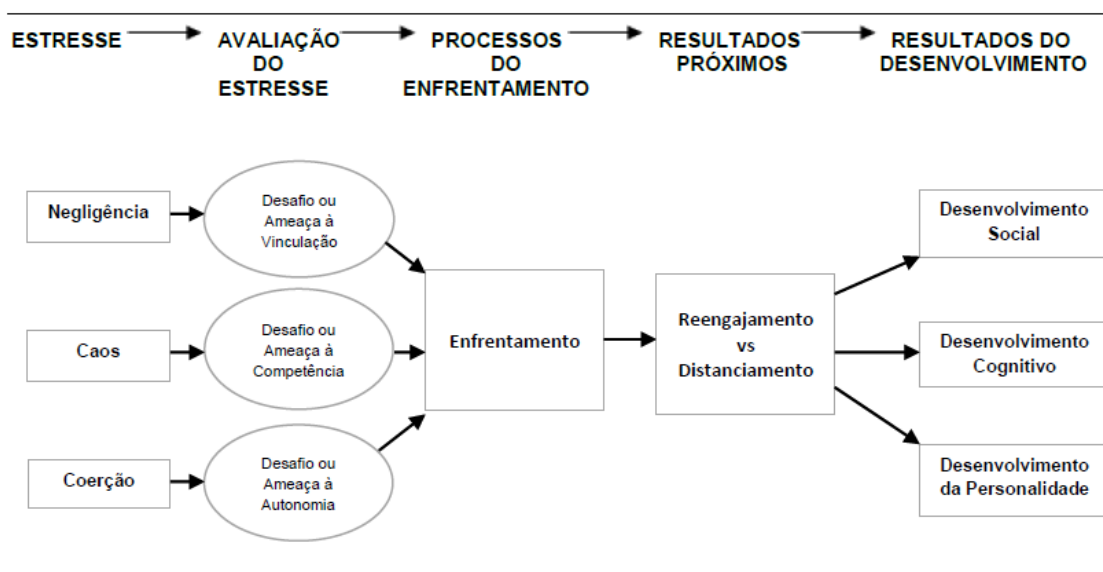 ESTRESSE
AVALIAÇÃO
DO
ESTRESSE
PROCESSOS
DO
ENFRENTAMENTO
RESULTADOS
PRÓXIMOS
RESULTADOS DO
DESENVOLVIMENTO
Negligência
Desafio ou
Ameaça à
Vinculação
Desenvolvimento
Social
Caos
Desafio ou
Ameaça à
Competência
Enfrentamento
Reengajamento
vs
Distanciamento
Desenvolvimento
Cognitivo
Coerção
Desafio ou
Ameaça à
Autonomia
Desenvolvimento
da Personalidade